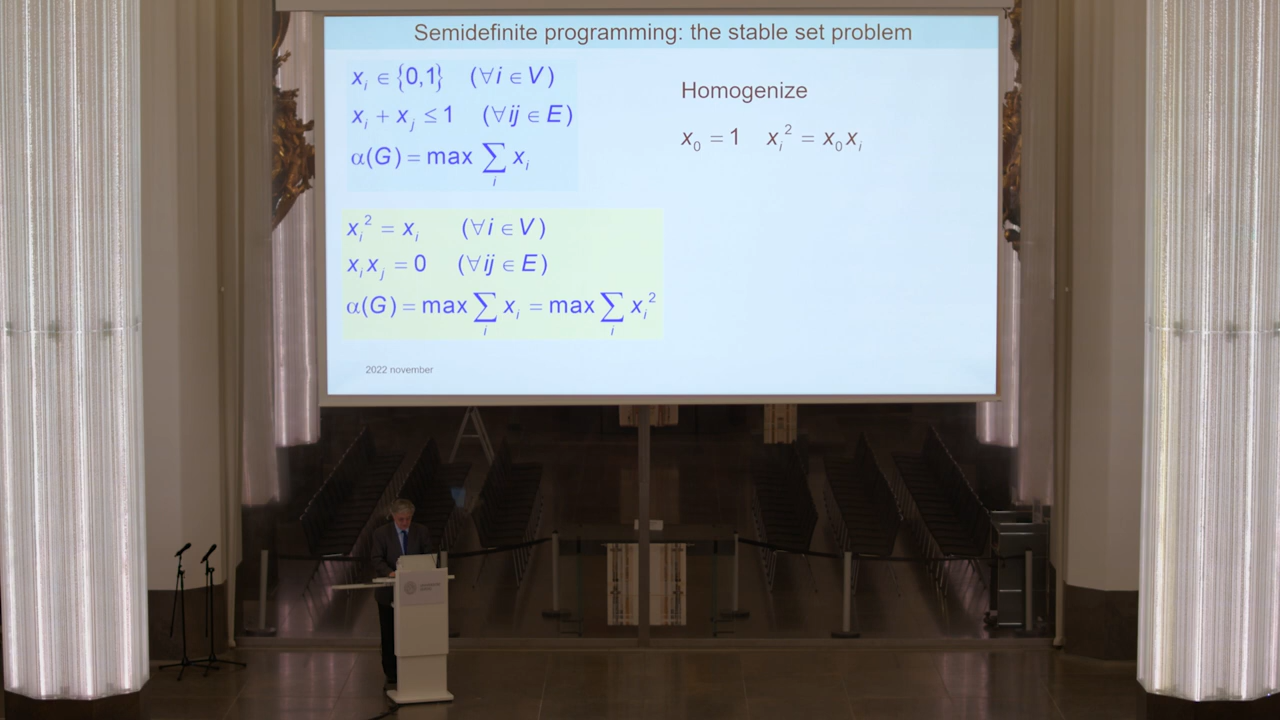 Semidefinite programming: the stable set problem
xᵢ ∈ {0,1} (∀i ∈ V)
xᵢ + xⱼ ≤ 1 (∀ij ∈ E)
α(G) = max ∑ᵢ xᵢ
xᵢ² = xᵢ (∀i ∈ V)
xᵢxⱼ = 0 (∀ij ∈ E)
α(G) = max ∑ᵢ xᵢ = max ∑ᵢ xᵢ²
2022 november
Homogenize
x₀ = 1 xᵢ² = x₀xᵢ